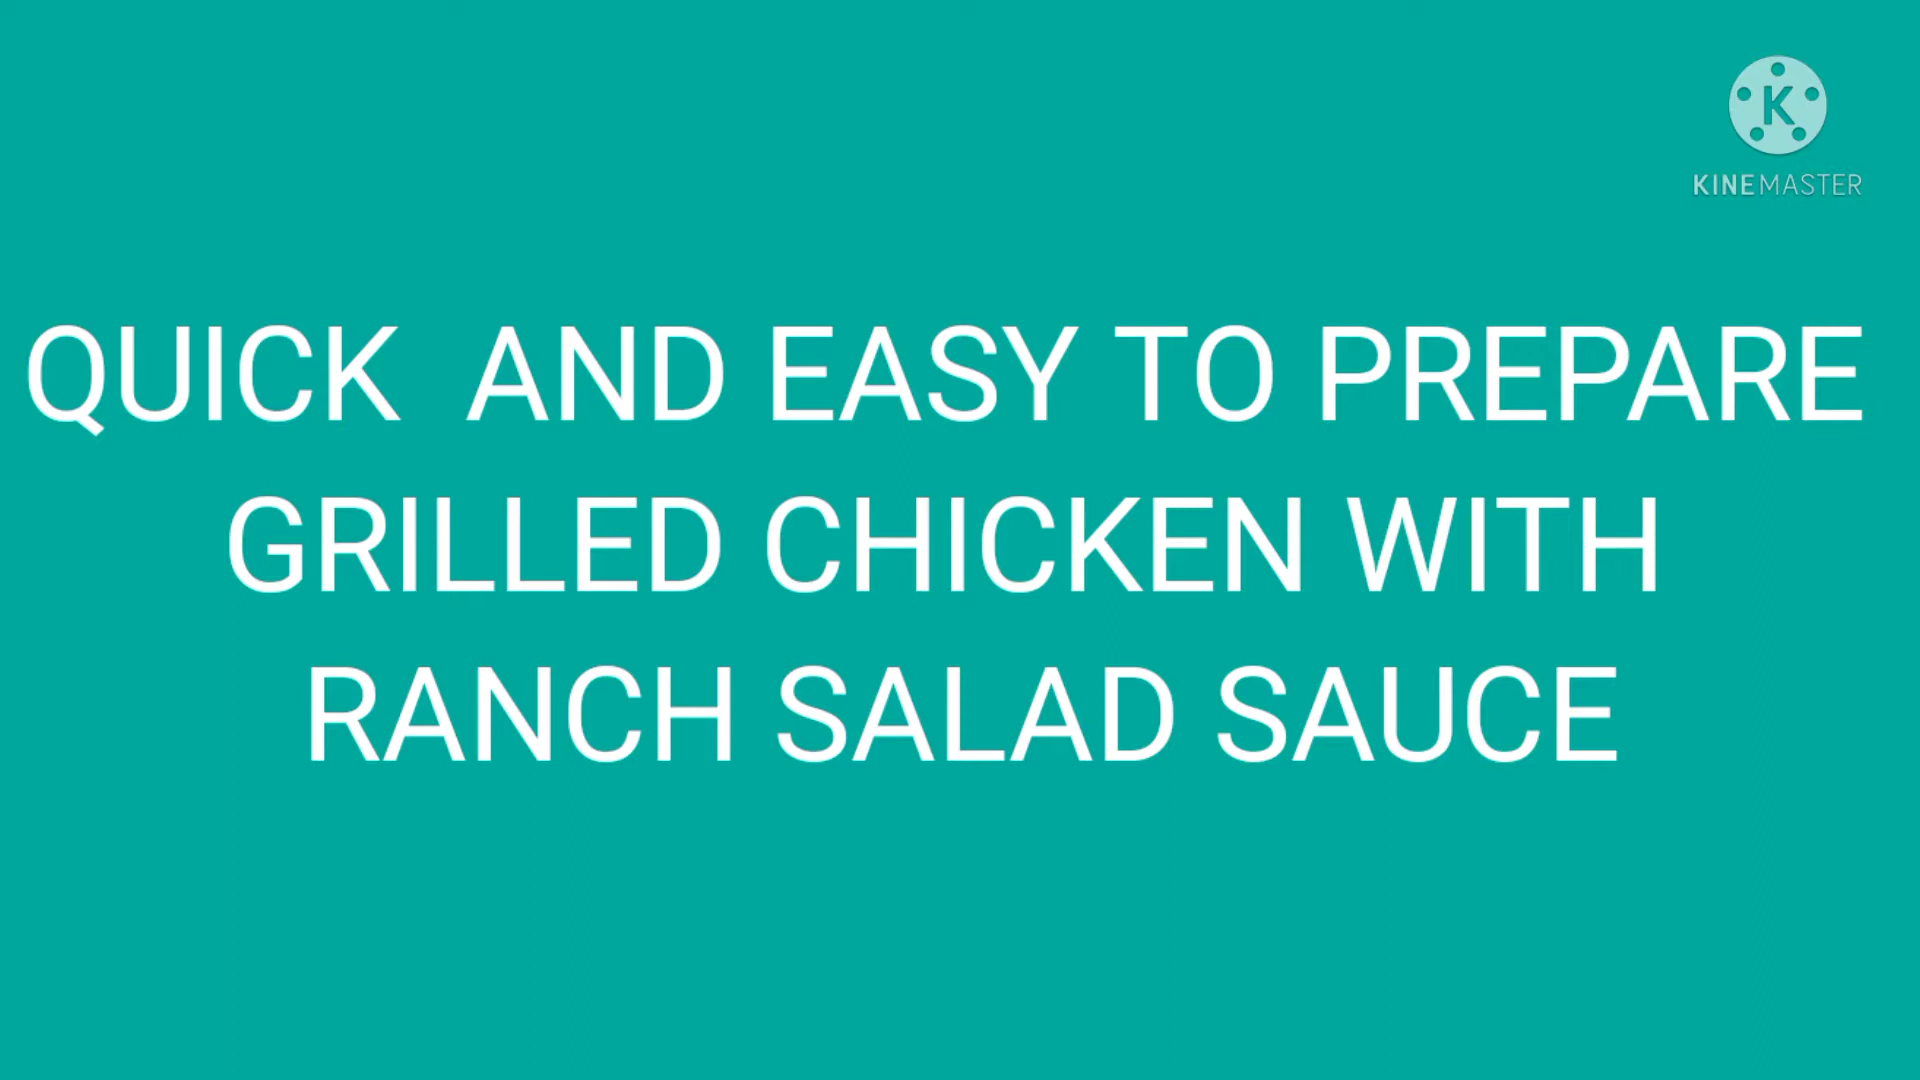 K
KINEMASTER
QUICK  AND EASY TO PREPARE
GRILLED CHICKEN WITH
RANCH SALAD SAUCE